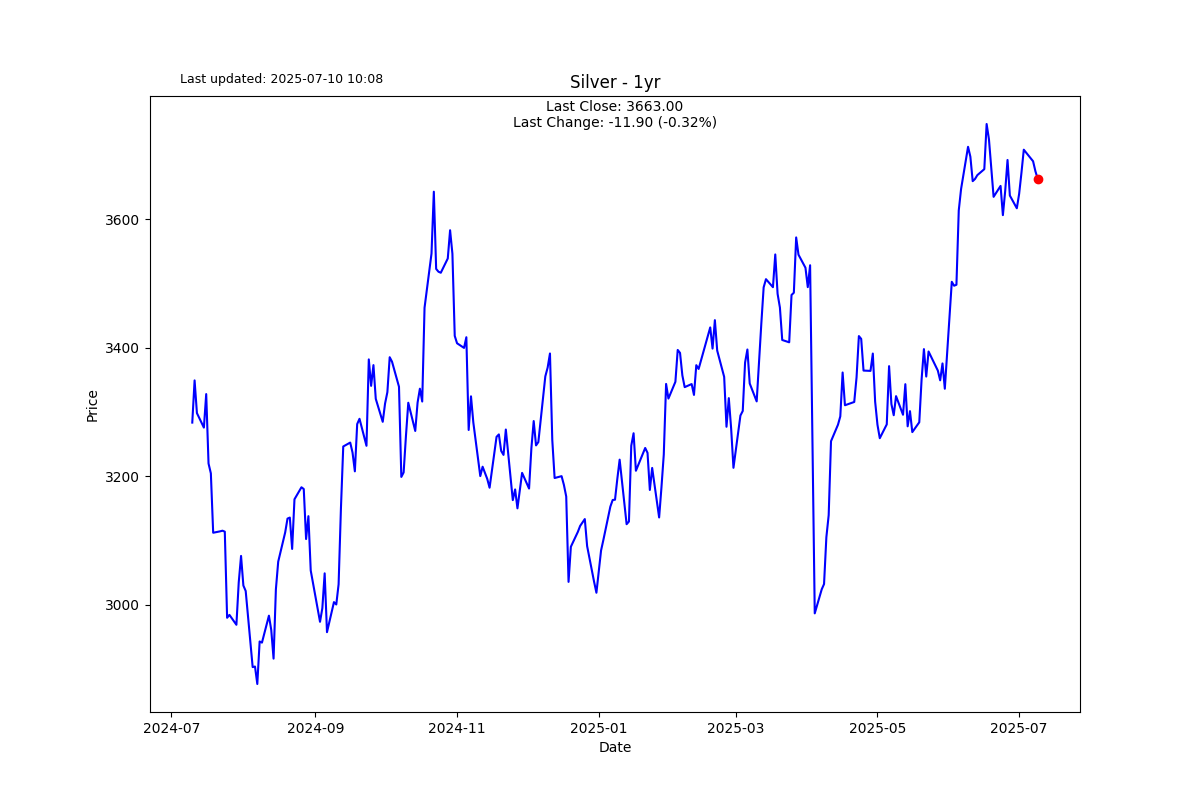 Last updated: 2025-07-10 10:08
Silver - 1yr
Last Close: 3663.00
Last Change: -11.90 (-0.32%)
Price
3600
3400
3200
3000
2024-07 2024-09 2024-11 2025-01 2025-03 2025-05 2025-07
Date